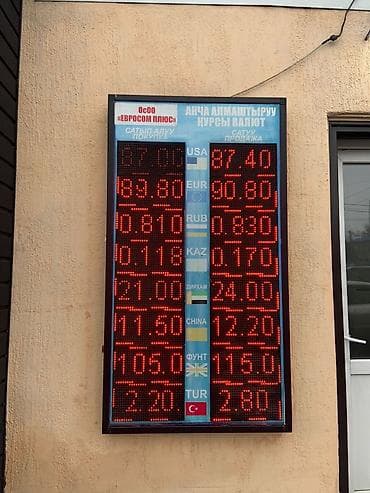 ОсОО
«ЕВРОСОМ ПЛЮС»
АКЧА АЛМАШТЫРУУ
КУРСЫ ВАЛЮТ
САТЫП АЛУУ
ПОКУПКА
САТУУ
ПРОДАЖА
87.00 USA 87.40
89.80 EUR 90.80
0.810 RUB 0.830
0.118 KAZ 0.170
21.00 ДИРХАМ 24.00
11.60 CHINA 12.20
105.0 ФУНТ 115.0
2.20 TUR 2.80